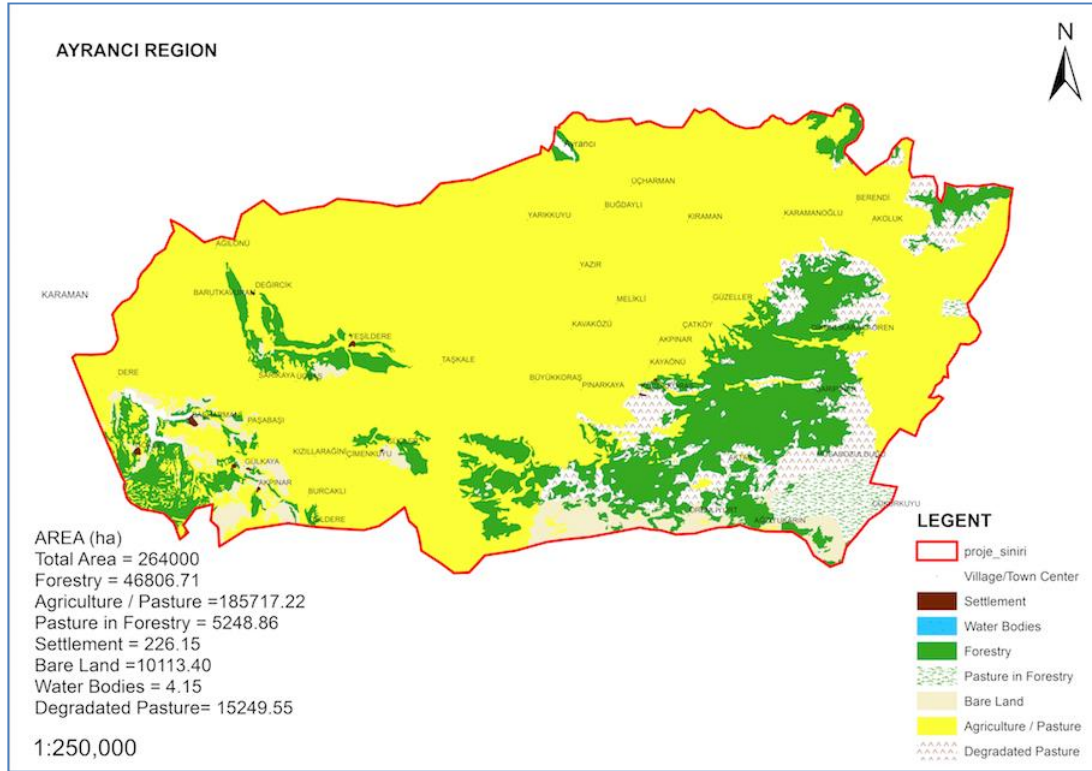 AYRANCI REGION
N
Ayrancı
ÜÇHARMAN
BUĞDAYLI
YARIKKUYU
KIRAMAN
KARAMANOĞLU
BERENDİ
AKOLUK
AĞILÖNÜ
KARAMAN
DEĞİRÇİK
YAZIR
MELİKLİ
GÜZELLER
KAVAKÖZÜ
ÇATKÖY
AKPINAR
YEŞİLDERE
TAŞKALE
KAYAÖNÜ
DERE
BÜYÜKKORAŞ
PINARKAYA
PAŞABAŞI
KIZILLARAĞINI
ÇİMENKUYU
GÜLKAYA
AKPINAR
BURCAKLI
AREA (ha)
Total Area = 264000
Forestry = 46806.71
Agriculture / Pasture =185717.22
Pasture in Forestry = 5248.86
Settlement = 226.15
Bare Land =10113.40
Water Bodies = 4.15
Degradated Pasture= 15249.55
1:250,000
LEGENT
proje_siniri
Village/Town Center
Settlement
Water Bodies
Forestry
Pasture in Forestry
Bare Land
Agriculture / Pasture
Degradated Pasture